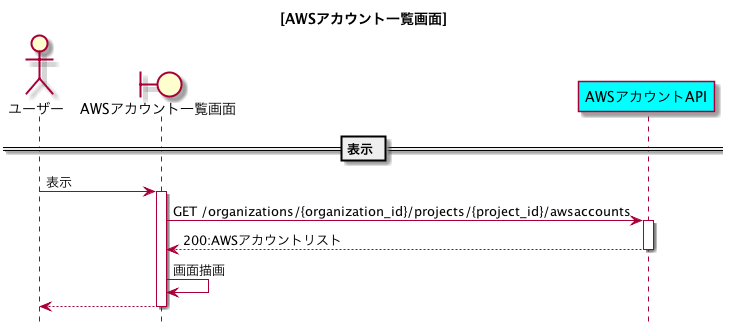 [AWSアカウント一覧画面]
ユーザー
AWSアカウント一覧画面
AWSアカウントAPI
表示
表示
GET /organizations/{organization_id}/projects/{project_id}/awsaccounts
200:AWSアカウントリスト
画面描画